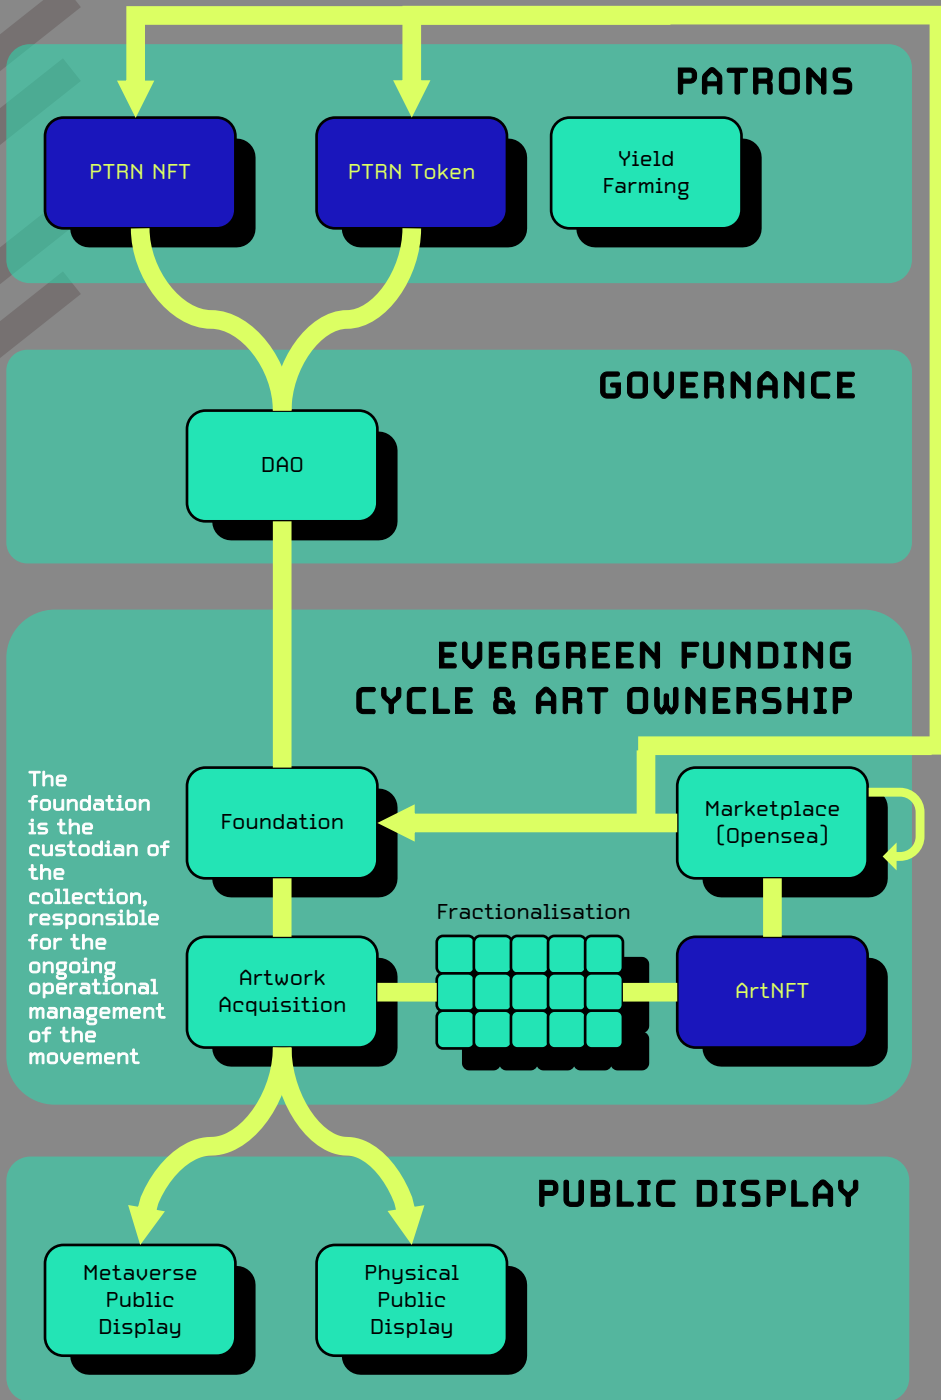 PATRONS
PTRN NFT
PTRN Token
Yield
Farming
GOVERNANCE
DAO
EVERGREEN FUNDING
CYCLE & ART OWNERSHIP
The
foundation
is the
custodian of
the
collection,
responsible
for the
ongoing
operational
management
of the
movement
Foundation
Marketplace
(Opensea)
Fractionalisation
Artwork
Acquisition
ArtNFT
PUBLIC DISPLAY
Metaverse
Public
Display
Physical
Public
Display